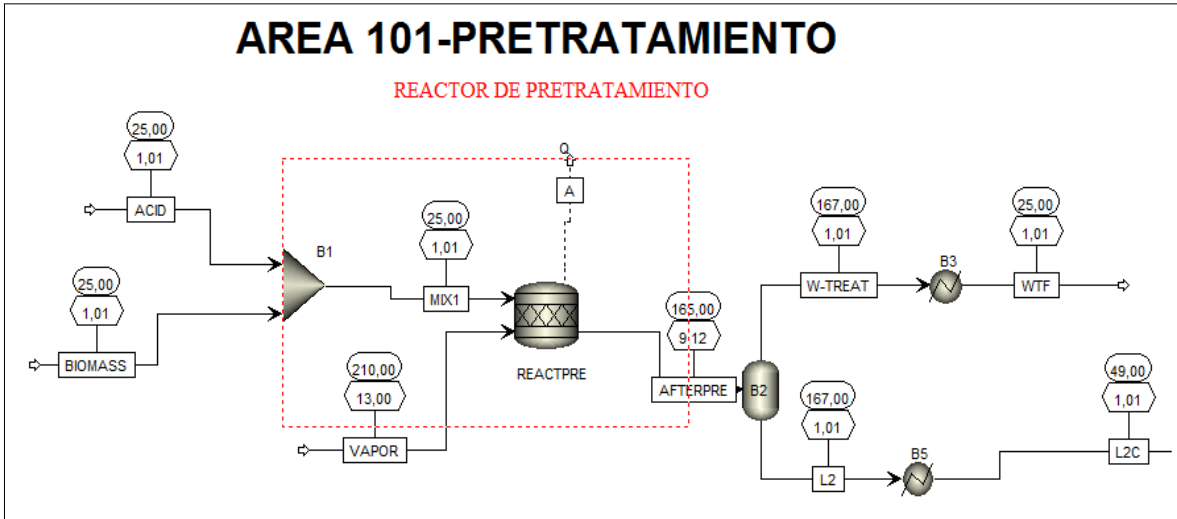 AREA 101-PRETRATAMIENTO
REACTOR DE PRETRATAMIENTO
25,00
1,01
ACID
25,00
1,01
BIOMASS
B1
25,00
1,01
MIX1
Q
A
REACTPRE
210,00
13,00
VAPOR
165,00
9,12
AFTERPRE
B2
167,00
1,01
W-TREAT
B3
25,00
1,01
WTF
167,00
1,01
L2
B5
49,00
1,01
L2C